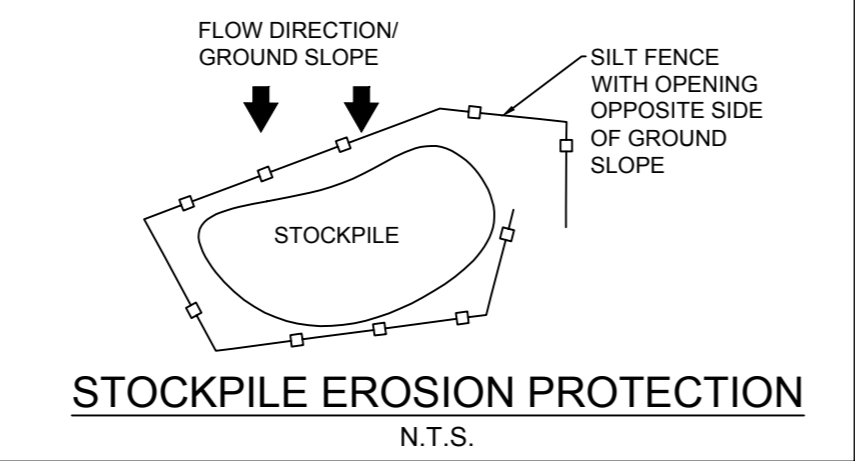 FLOW DIRECTION/
GROUND SLOPE
SILT FENCE
WITH OPENING
OPPOSITE SIDE
OF GROUND
SLOPE
STOCKPILE
STOCKPILE EROSION PROTECTION
N.T.S.